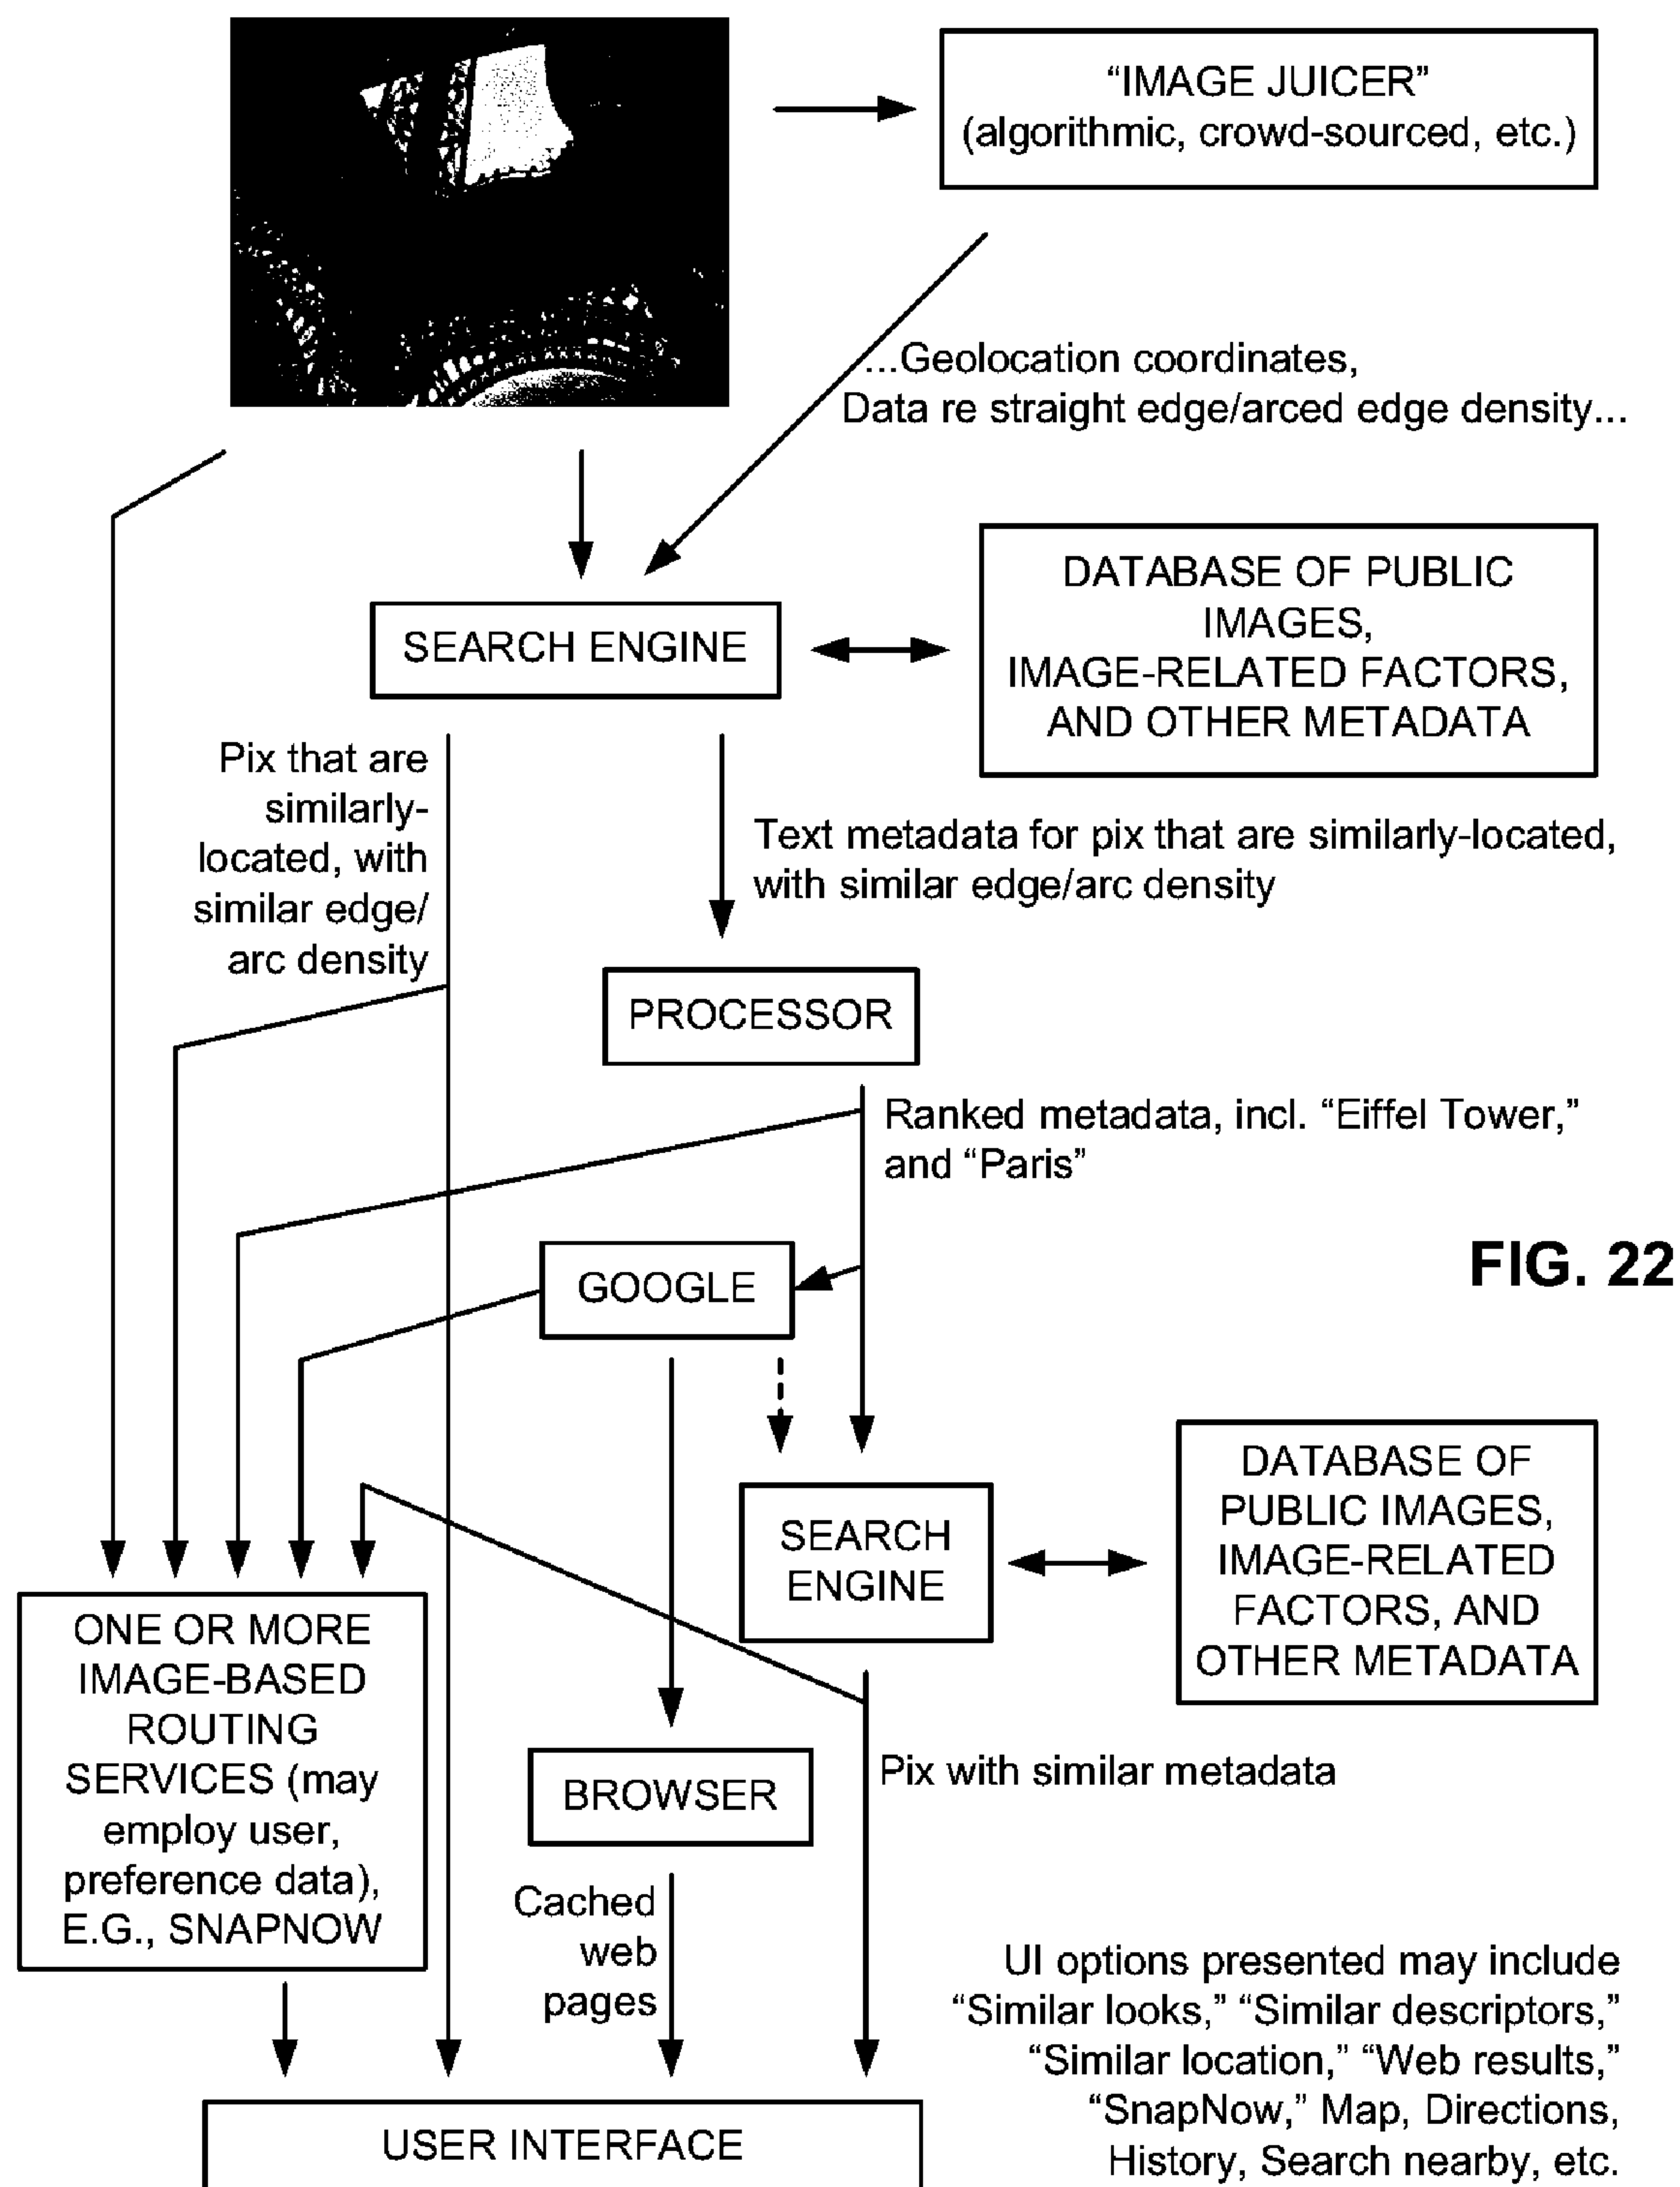 “IMAGE JUICER”
(algorithmic, crowd-sourced, etc.)
...Geolocation coordinates,
Data re straight edge/arced edge density...
SEARCH ENGINE
DATABASE OF PUBLIC
IMAGES,
IMAGE-RELATED FACTORS,
AND OTHER METADATA
Pix that are
similarly-
located, with
similar edge/
arc density
Text metadata for pix that are similarly-located,
with similar edge/arc density
PROCESSOR
Ranked metadata, incl. “Eiffel Tower,”
and “Paris”
FIG. 22
GOOGLE
SEARCH
ENGINE
DATABASE OF
PUBLIC IMAGES,
IMAGE-RELATED
FACTORS, AND
OTHER METADATA
ONE OR MORE
IMAGE-BASED
ROUTING
SERVICES (may
employ user,
preference data),
E.G., SNAPNOW
BROWSER
Pix with similar metadata
Cached
web
pages
UI options presented may include
“Similar looks,” “Similar descriptors,”
“Similar location,” “Web results,”
“SnapNow,” Map, Directions,
History, Search nearby, etc.
USER INTERFACE